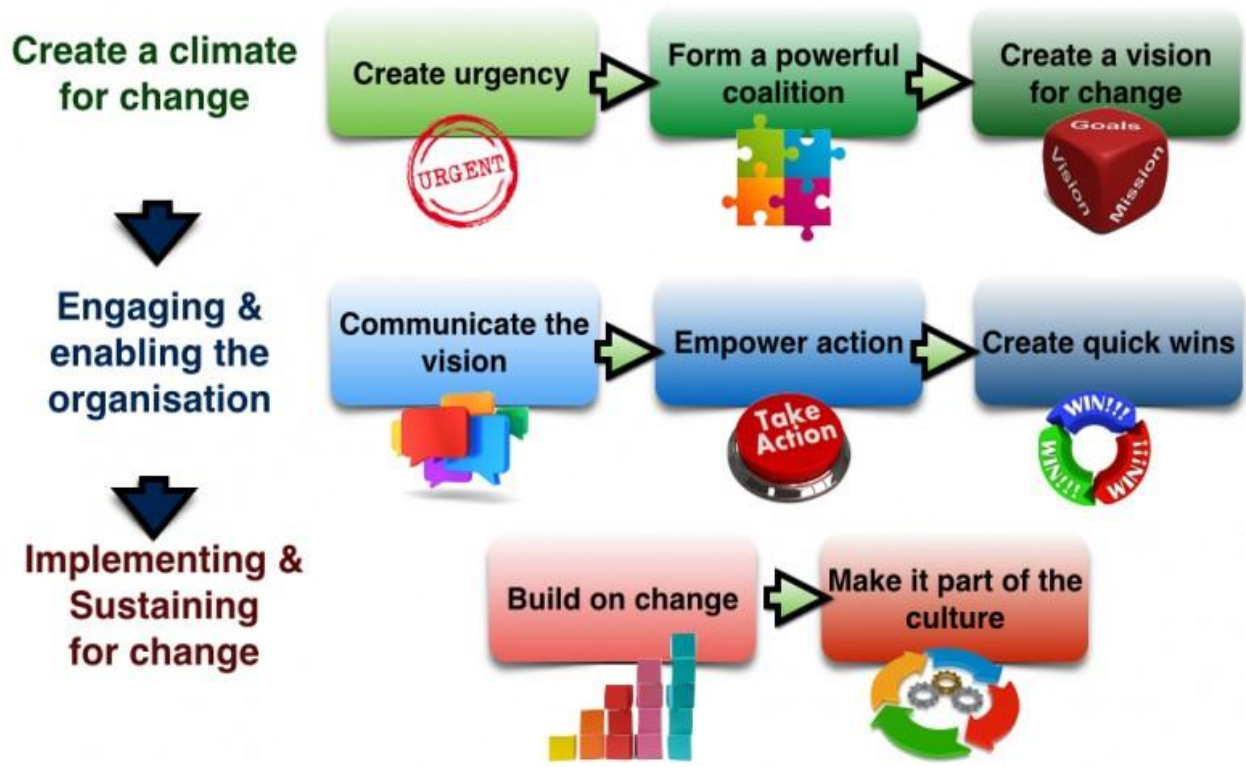 Create a climate
for change
Create urgency
URGENT
Form a powerful
coalition
Create a vision
for change
Goals
Vision
Mission
Engaging &
enabling the
organisation
Communicate the
vision
Empower action
Take
Action
Create quick wins
WIN!!!
WIN!!!
WIN!!!
Implementing &
Sustaining
for change
Build on change
Make it part of the
culture